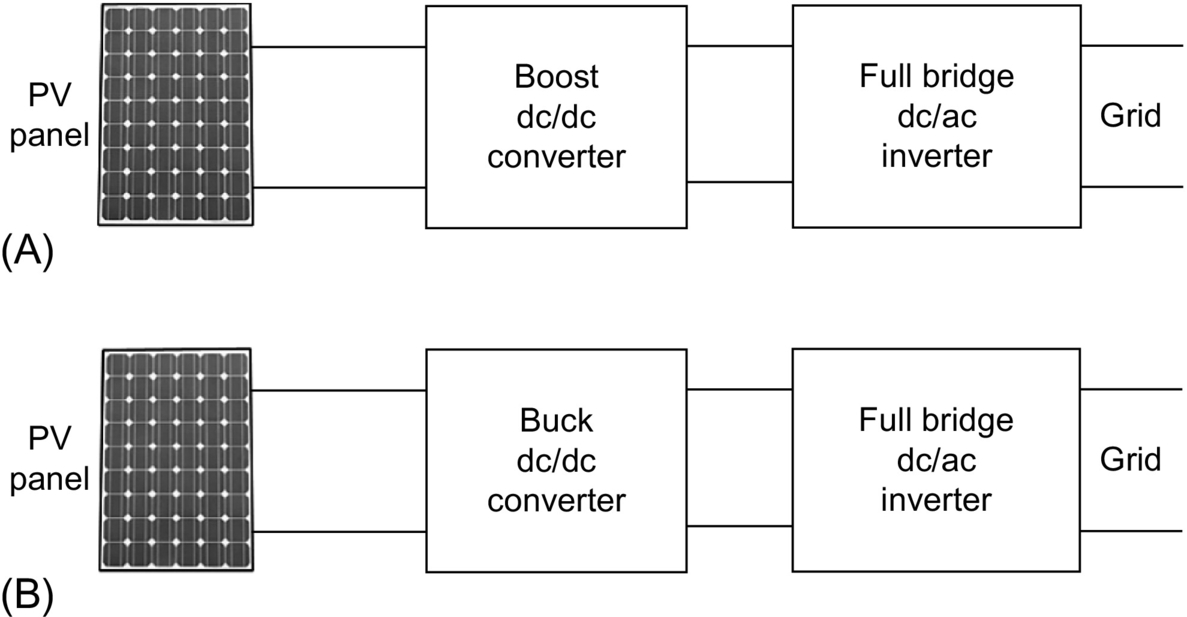 PV
panel
Boost
dc/dc
converter
Full bridge
dc/ac
inverter
Grid
(A)
PV
panel
Buck
dc/dc
converter
Full bridge
dc/ac
inverter
Grid
(B)